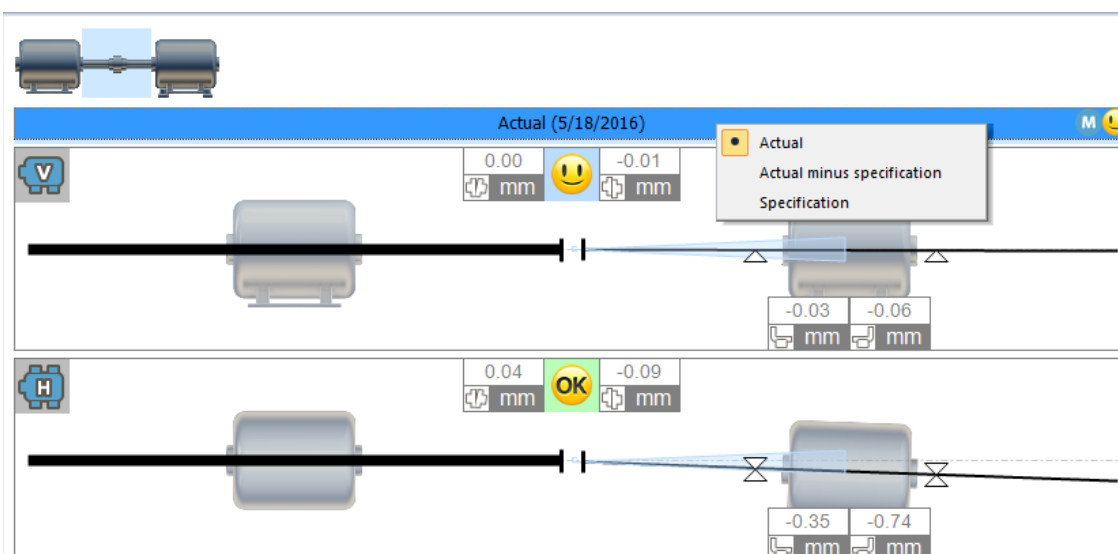 Actual (5/18/2016)
M
Actual
Actual minus specification
Specification
V
0.00
-0.01
mm
mm
-0.03
-0.06
mm
mm
H
0.04
-0.09
mm
OK
mm
-0.35
-0.74
mm
mm